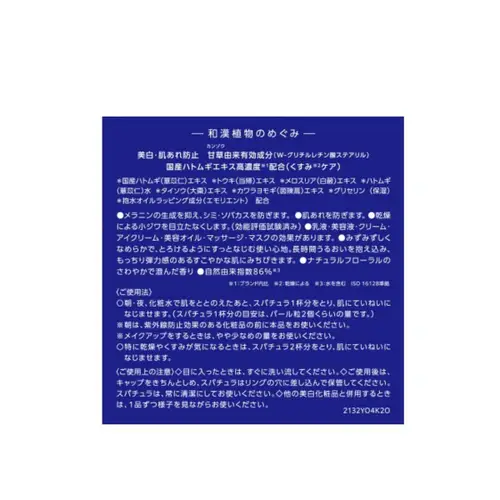 ―和漢植物のめぐみ―
カンゾウ
美白・肌あれ防止 甘草由来有効成分(W-グリチルレチン酸ステアリル)
国産ハトムギエキス高濃度※1配合(くすみ※2ケア)
*国産ハトムギ(薏苡仁)エキス *トウキ(当帰)エキス *メロスリア(白蘞)エキス *ハトムギ
(薏苡仁)水 *タイソウ(大棗)エキス *カワラヨモギ(茵陳蒿)エキス *グリセリン(保湿)
*抱水オイルラッピング成分(エモリエント) 配合
●メラニンの生成を抑え、シミ・ソバカスを防ぎます。 ●肌あれを防ぎます。●乾燥
による小ジワを目立たなくします。(効能評価試験済み) ●乳液・美容液・クリーム・
アイクリーム・美容オイル・マッサージ・マスクの効果があります。 ●みずみずしく
なめらかで、とろけるようにすっとなじむ使い心地。長時間うるおいを抱え込み、
もっちり弾力感のあるすこやかな肌にみちびきます。 ●ナチュラルフローラルの
さわやかで澄んだ香り ●自然由来指数86%※3
※1:ブランド内比 ※2:乾燥による ※3:水を含む ISO 16128準拠
〈ご使用法〉
○朝・夜、化粧水で肌をととのえたあと、スパチュラ1杯分をとり、肌にていねいに
なじませます。(スパチュラ1杯分の目安は、パール粒2個くらいの量です。)
※朝は、紫外線防止効果のある化粧品の前に本品をお使いください。
※メイクアップをするときは、やや少なめの量をお使いください。
○特に乾燥やくすみが気になるときは、スパチュラ2杯分をとり、肌にていねいに
なじませます。
〈ご使用上の注意〉◇目に入ったときは、すぐに洗い流してください。◇ご使用後は、
キャップをきちんとしめ、スパチュラはリングの穴に差し込んで保管してください。
スパチュラは、常に清潔にしてお使いください。◇他の美白化粧品と併用するとき
は、1品ずつ様子を見ながらお使いください。
2132Y04K20